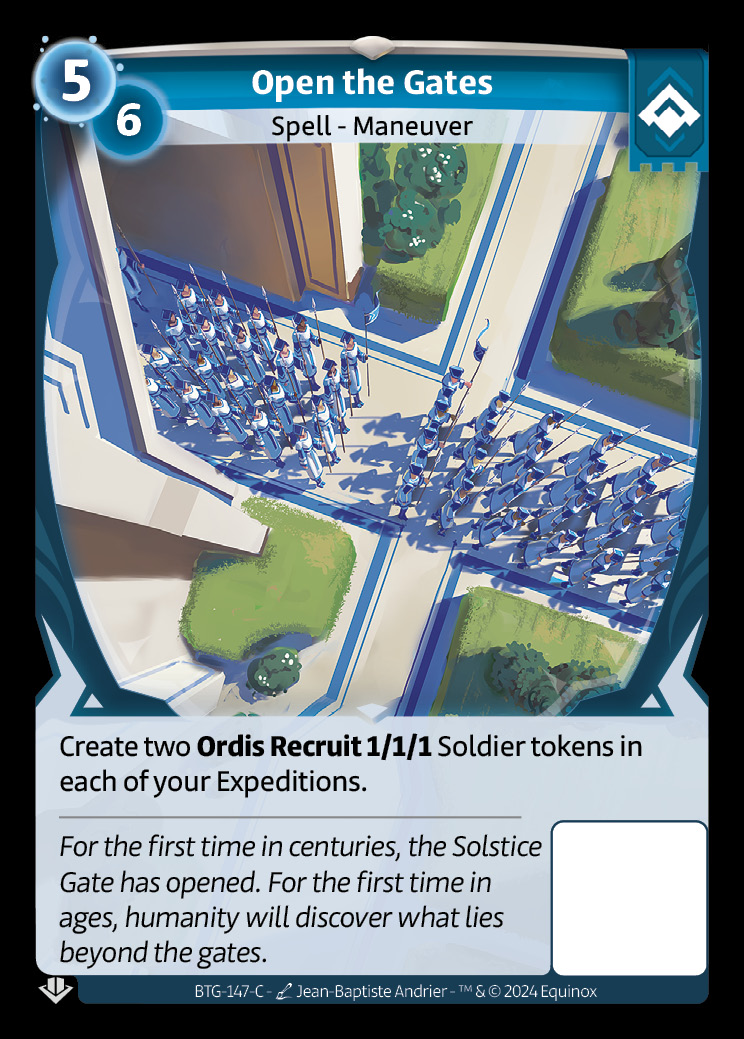 5
Open the Gates
6
Spell - Maneuver
Create two Ordis Recruit 1/1/1 Soldier tokens in
each of your Expeditions.
For the first time in centuries, the Solstice
Gate has opened. For the first time in
ages, humanity will discover what lies
beyond the gates.
BTG-147-C - Jean-Baptiste Andrier - ™ & © 2024 Equinox